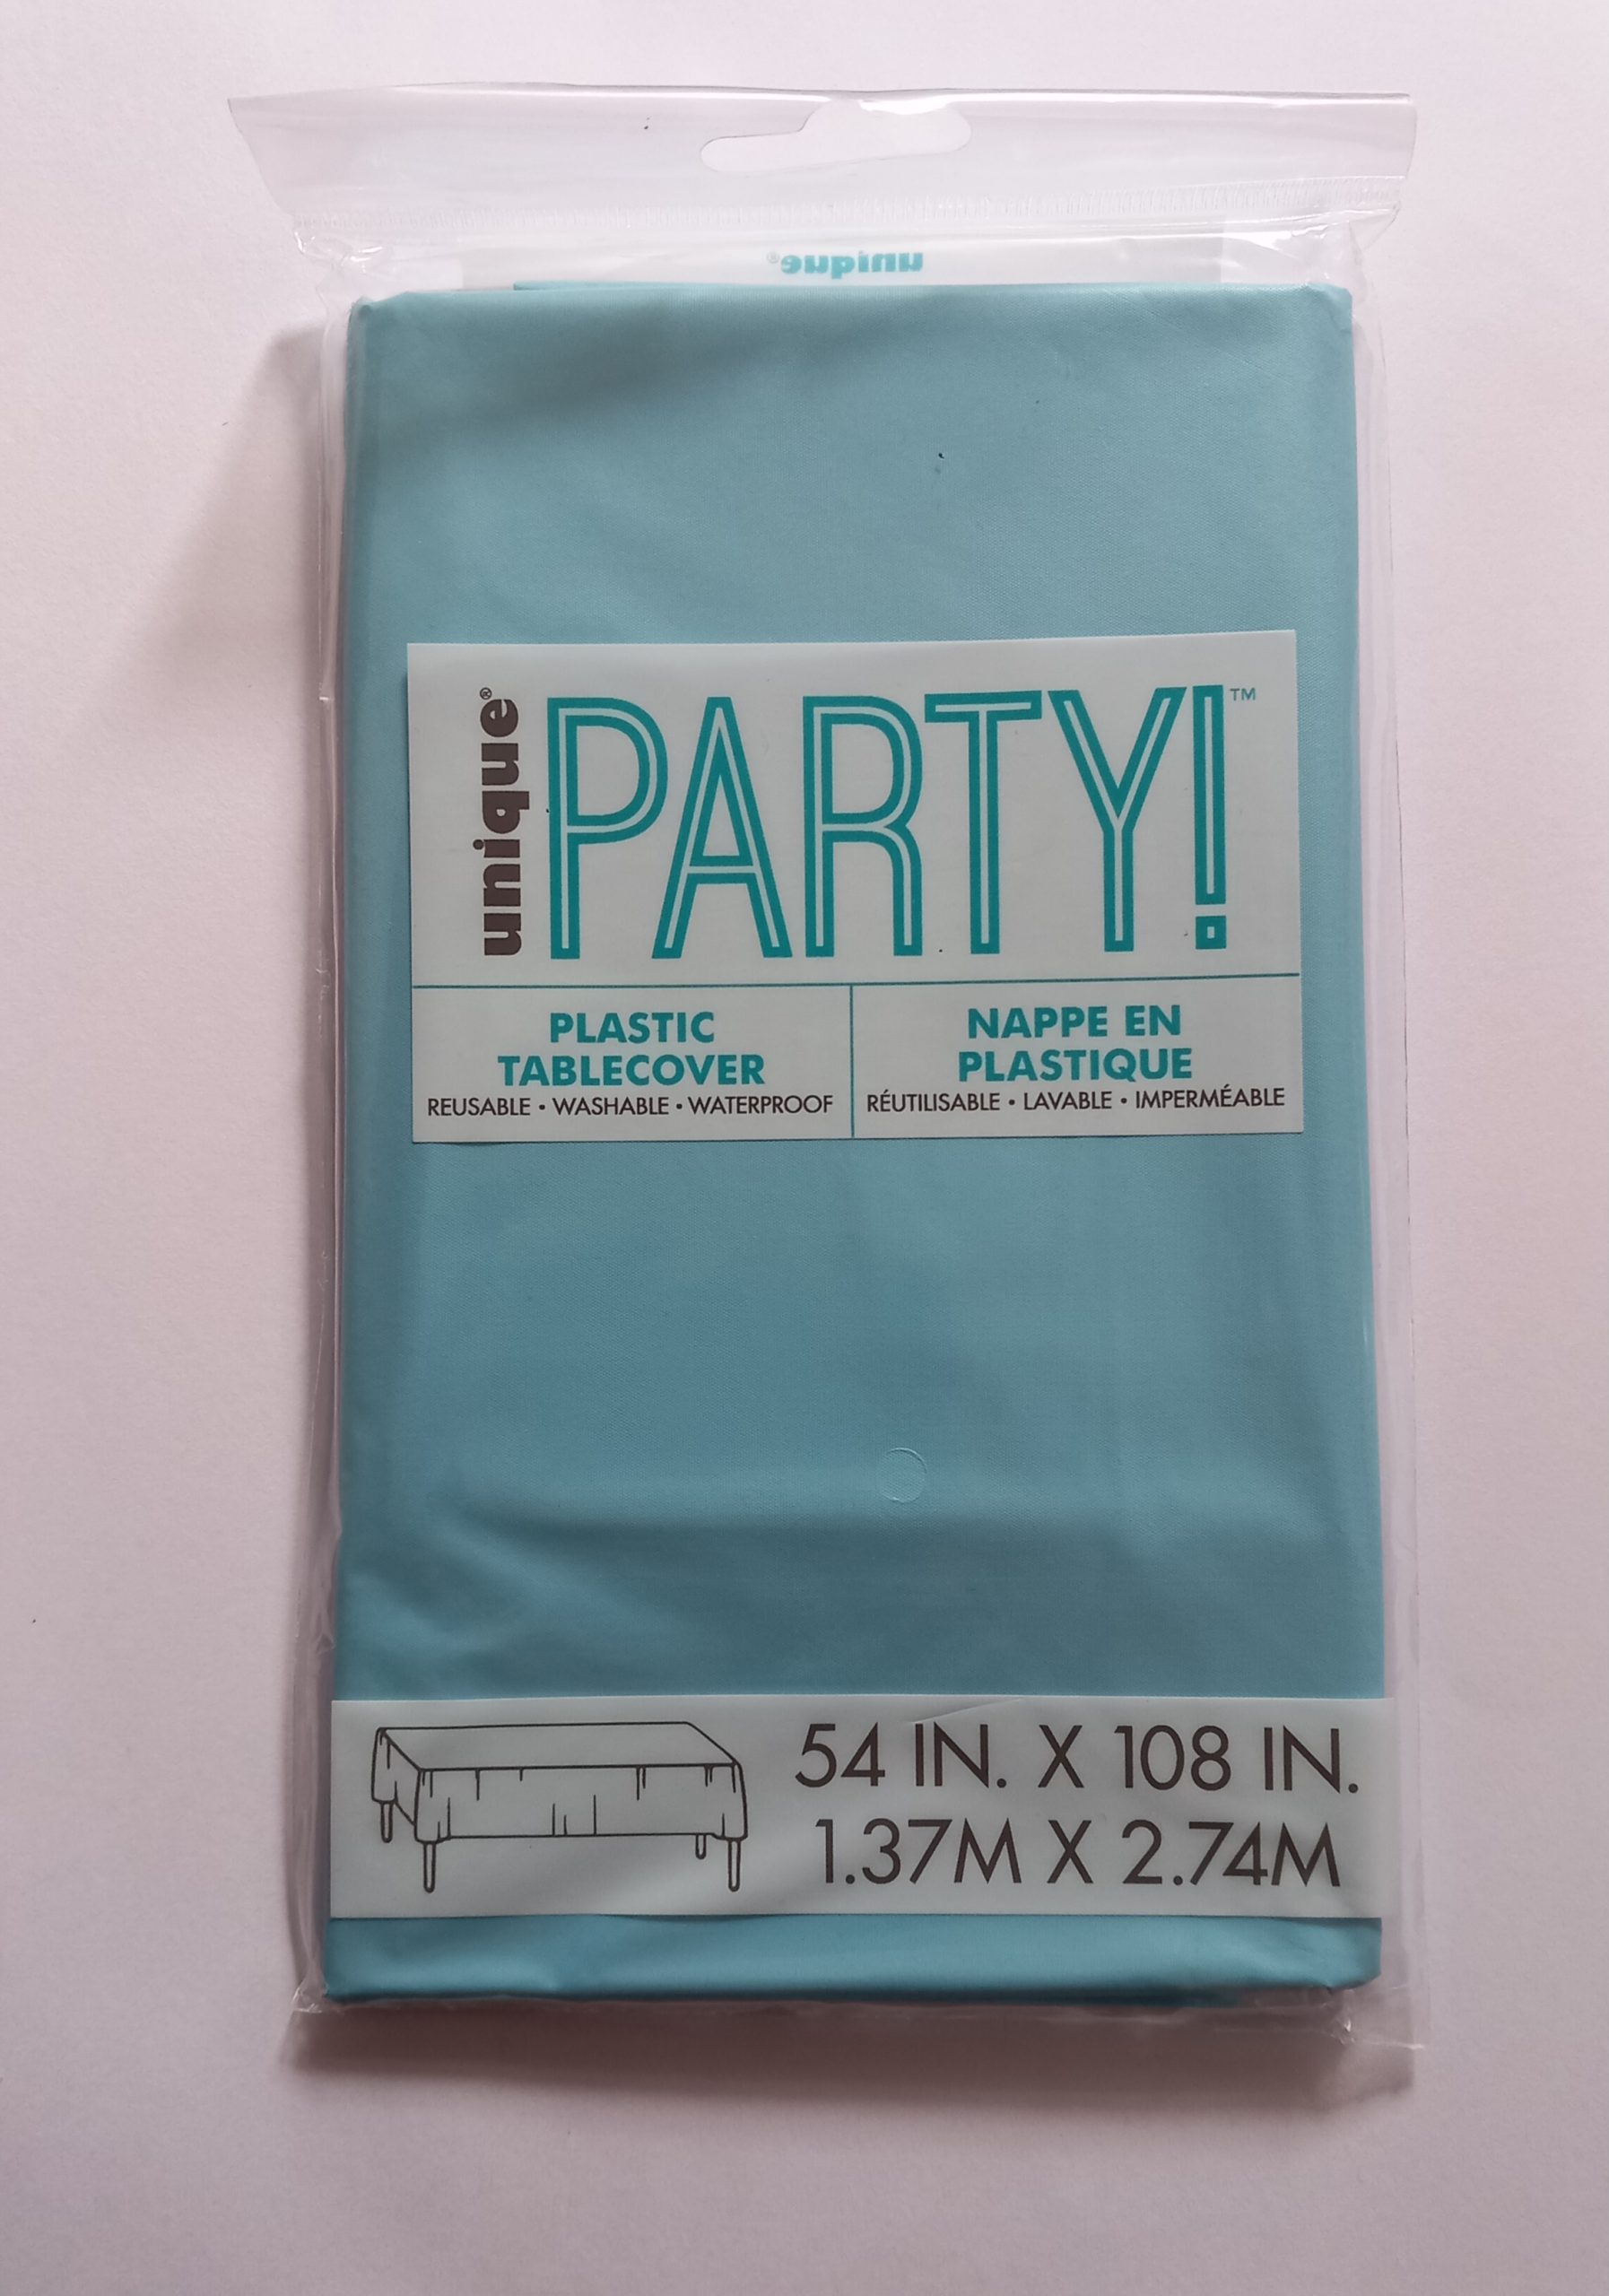 unique®
unique®
PARTY!™
PLASTIC
TABLECOVER
REUSABLE • WASHABLE • WATERPROOF
NAPPE EN
PLASTIQUE
RÉUTILISABLE • LAVABLE • IMPERMÉABLE
54 IN. X 108 IN.
1.37M X 2.74M